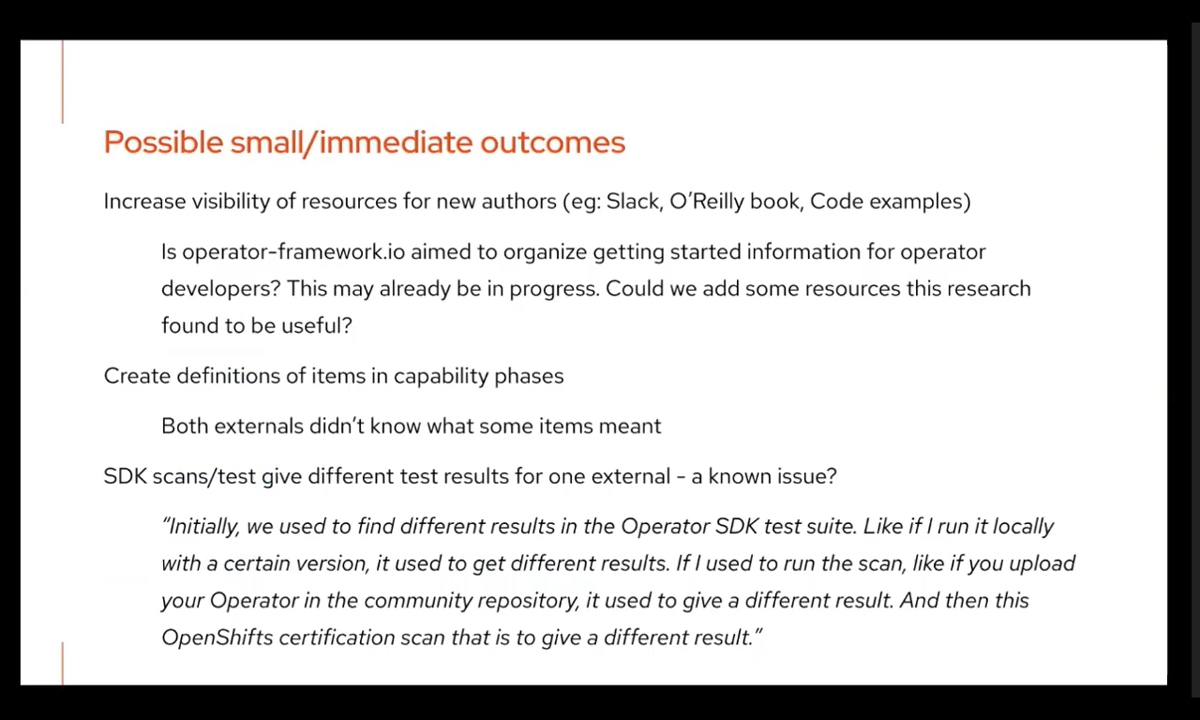 Possible small/immediate outcomes
Increase visibility of resources for new authors (eg: Slack, O’Reilly book, Code examples)
Is operator-framework.io aimed to organize getting started information for operator
developers? This may already be in progress. Could we add some resources this research
found to be useful?
Create definitions of items in capability phases
Both externals didn’t know what some items meant
SDK scans/test give different test results for one external - a known issue?
“Initially, we used to find different results in the Operator SDK test suite. Like if I run it locally
with a certain version, it used to get different results. If I used to run the scan, like if you upload
your Operator in the community repository, it used to give a different result. And then this
OpenShifts certification scan that is to give a different result.”